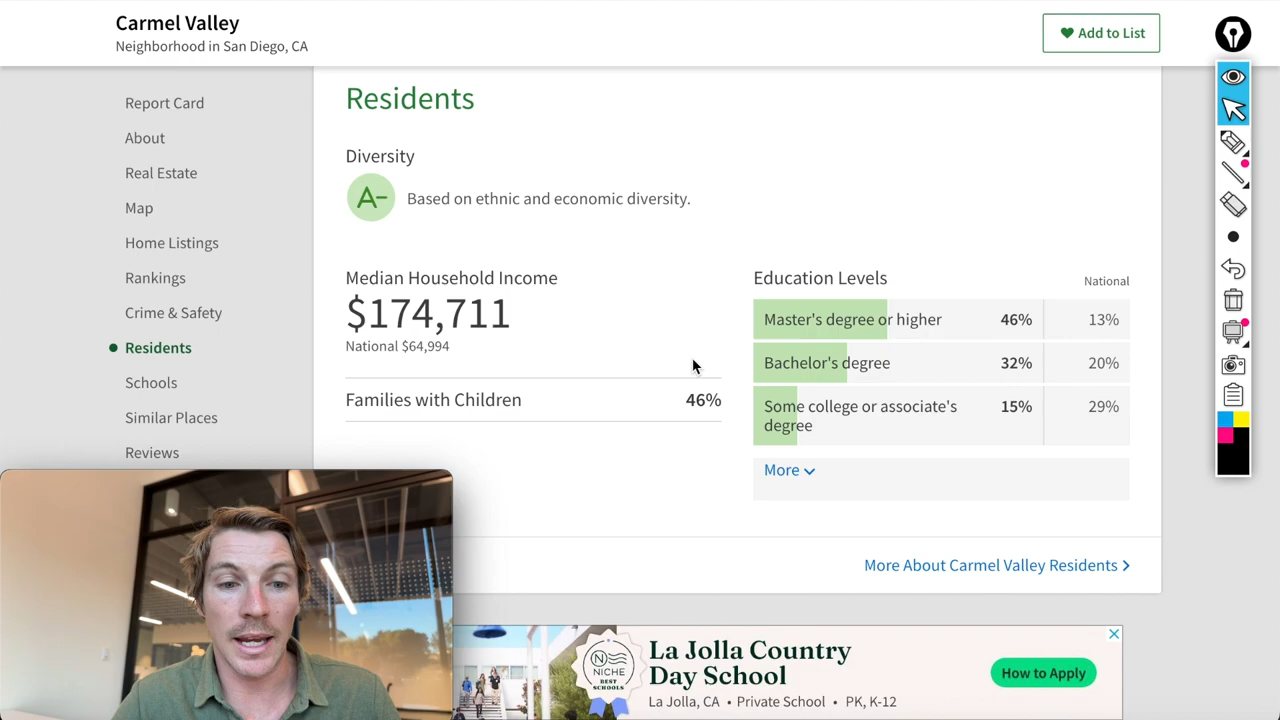 Carmel Valley
Neighborhood in San Diego, CA
Add to List
Report Card
About
Real Estate
Map
Home Listings
Rankings
Crime & Safety
Residents
Schools
Similar Places
Reviews
Residents
Diversity
A-
Based on ethnic and economic diversity.
Median Household Income
$174,711
National $64,994
Families with Children 46%
Education Levels National
Master's degree or higher 46% 13%
Bachelor's degree 32% 20%
Some college or associate's
degree 15% 29%
More
More About Carmel Valley Residents
N
NICHE
BEST
SCHOOLS
La Jolla Country
Day School
La Jolla, CA • Private School • PK, K-12
How to Apply